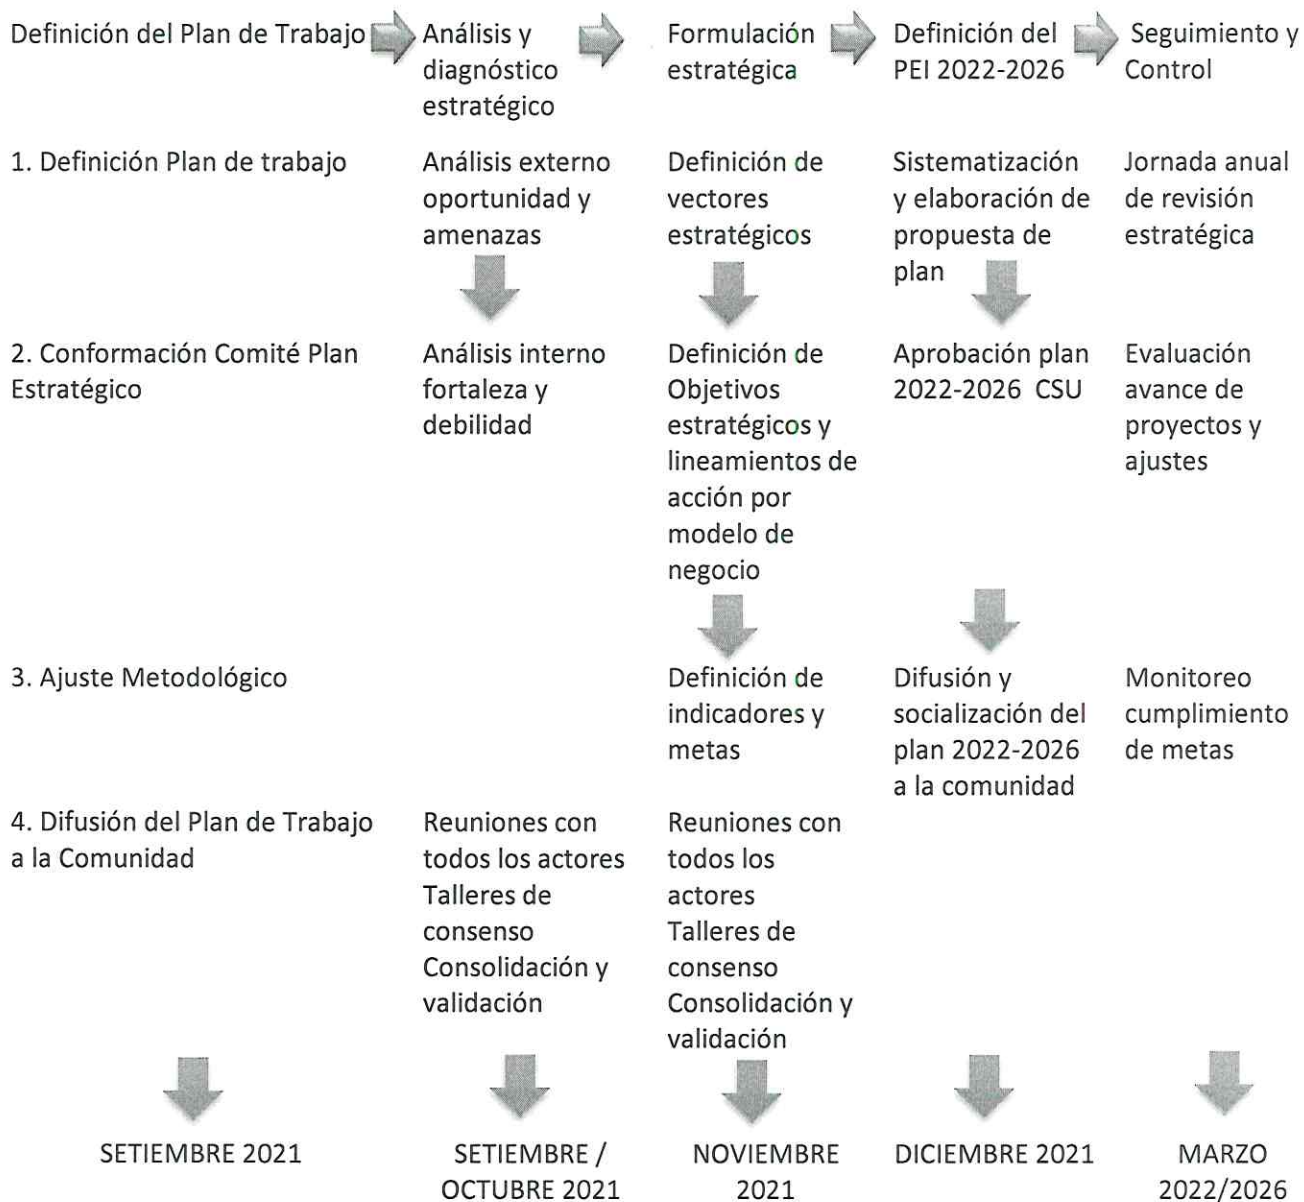 Definición del Plan de Trabajo
Análisis y
diagnóstico
estratégico
Formulación
estratégica
Definición del
PEI 2022-2026
Seguimiento y
Control
1. Definición Plan de trabajo
Análisis externo
oportunidad y
amenazas
Definición de
vectores
estratégicos
Sistematización
y elaboración de
propuesta de
plan
Jornada anual
de revisión
estratégica
2. Conformación Comité Plan
Estratégico
Análisis interno
fortaleza y
debilidad
Definición de
Objetivos
estratégicos y
lineamientos de
acción por
modelo de
negocio
Aprobación plan
2022-2026 CSU
Evaluación
avance de
proyectos y
ajustes
3. Ajuste Metodológico
Definición de
indicadores y
metas
Difusión y
socialización del
plan 2022-2026
a la comunidad
Monitoreo
cumplimiento
de metas
4. Difusión del Plan de Trabajo
a la Comunidad
Reuniones con
todos los actores
Talleres de
consenso
Consolidación y
validación
Reuniones con
todos los
actores
Talleres de
consenso
Consolidación y
validación
SETIEMBRE 2021
SETIEMBRE /
OCTUBRE 2021
NOVIEMBRE
2021
DICIEMBRE 2021
MARZO
2022/2026